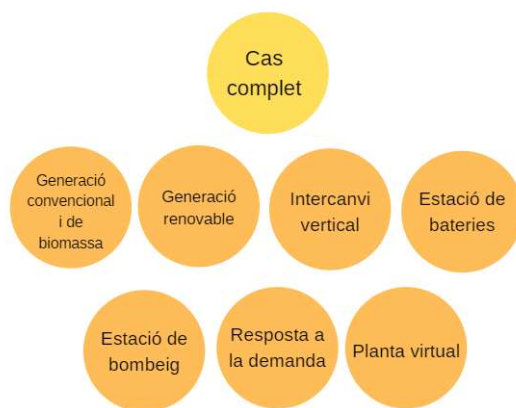 Cas
complet
Generació
convencional
i de
biomassa
Generació
renovable
Intercanvi
vertical
Estació de
bateries
Estació de
bombeig
Resposta a
la demanda
Planta virtual